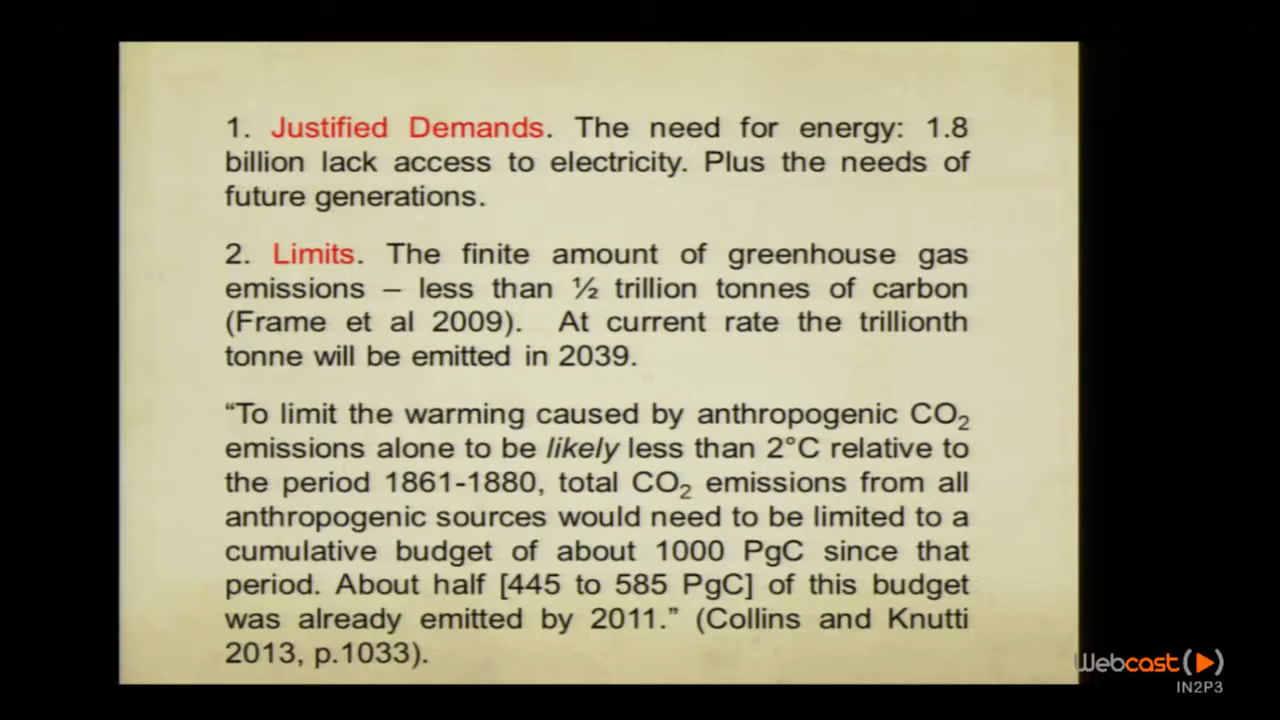 1. Justified Demands. The need for energy: 1.8
billion lack access to electricity. Plus the needs of
future generations.
2. Limits. The finite amount of greenhouse gas
emissions – less than ½ trillion tonnes of carbon
(Frame et al 2009). At current rate the trillionth
tonne will be emitted in 2039.
“To limit the warming caused by anthropogenic CO₂
emissions alone to be likely less than 2°C relative to
the period 1861-1880, total CO₂ emissions from all
anthropogenic sources would need to be limited to a
cumulative budget of about 1000 PgC since that
period. About half [445 to 585 PgC] of this budget
was already emitted by 2011.” (Collins and Knutti
2013, p.1033).
Webcast
IN2P3